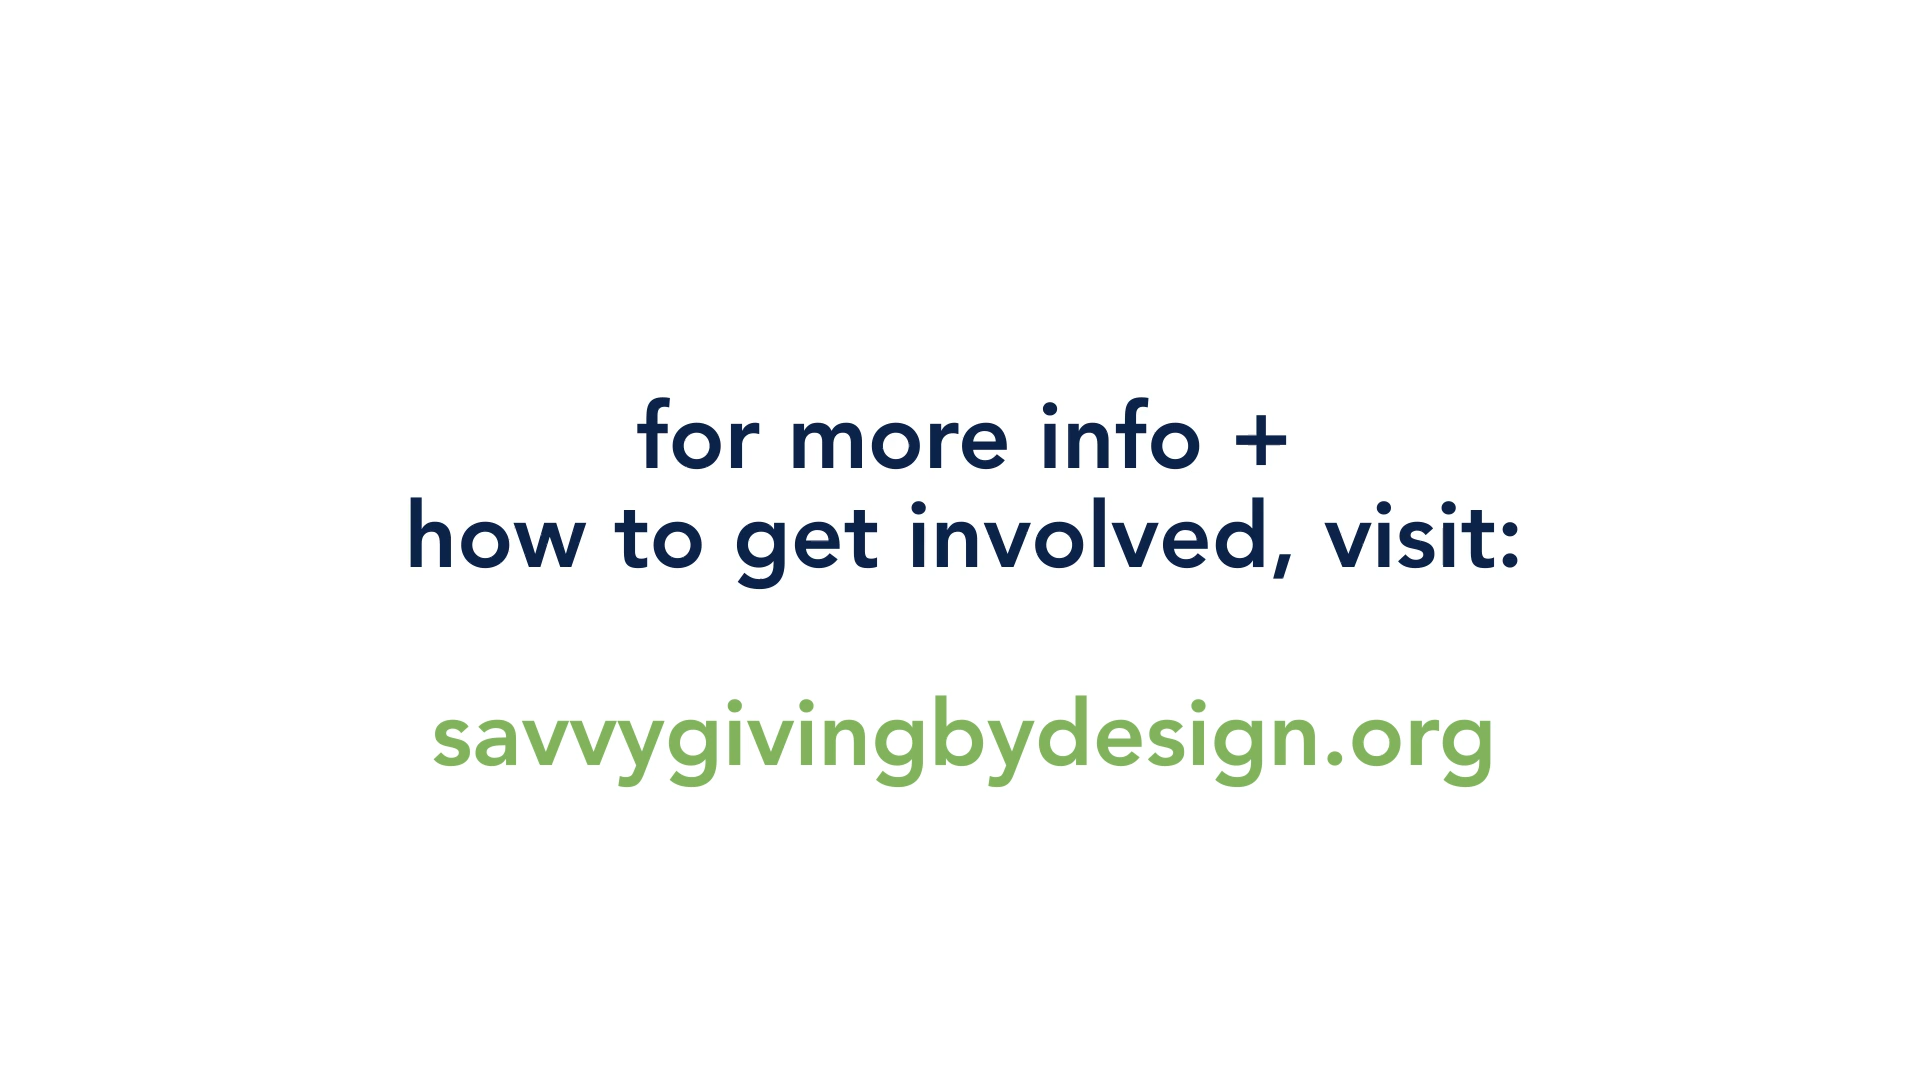 for more info +
how to get involved, visit:
savvygivingbydesign.org